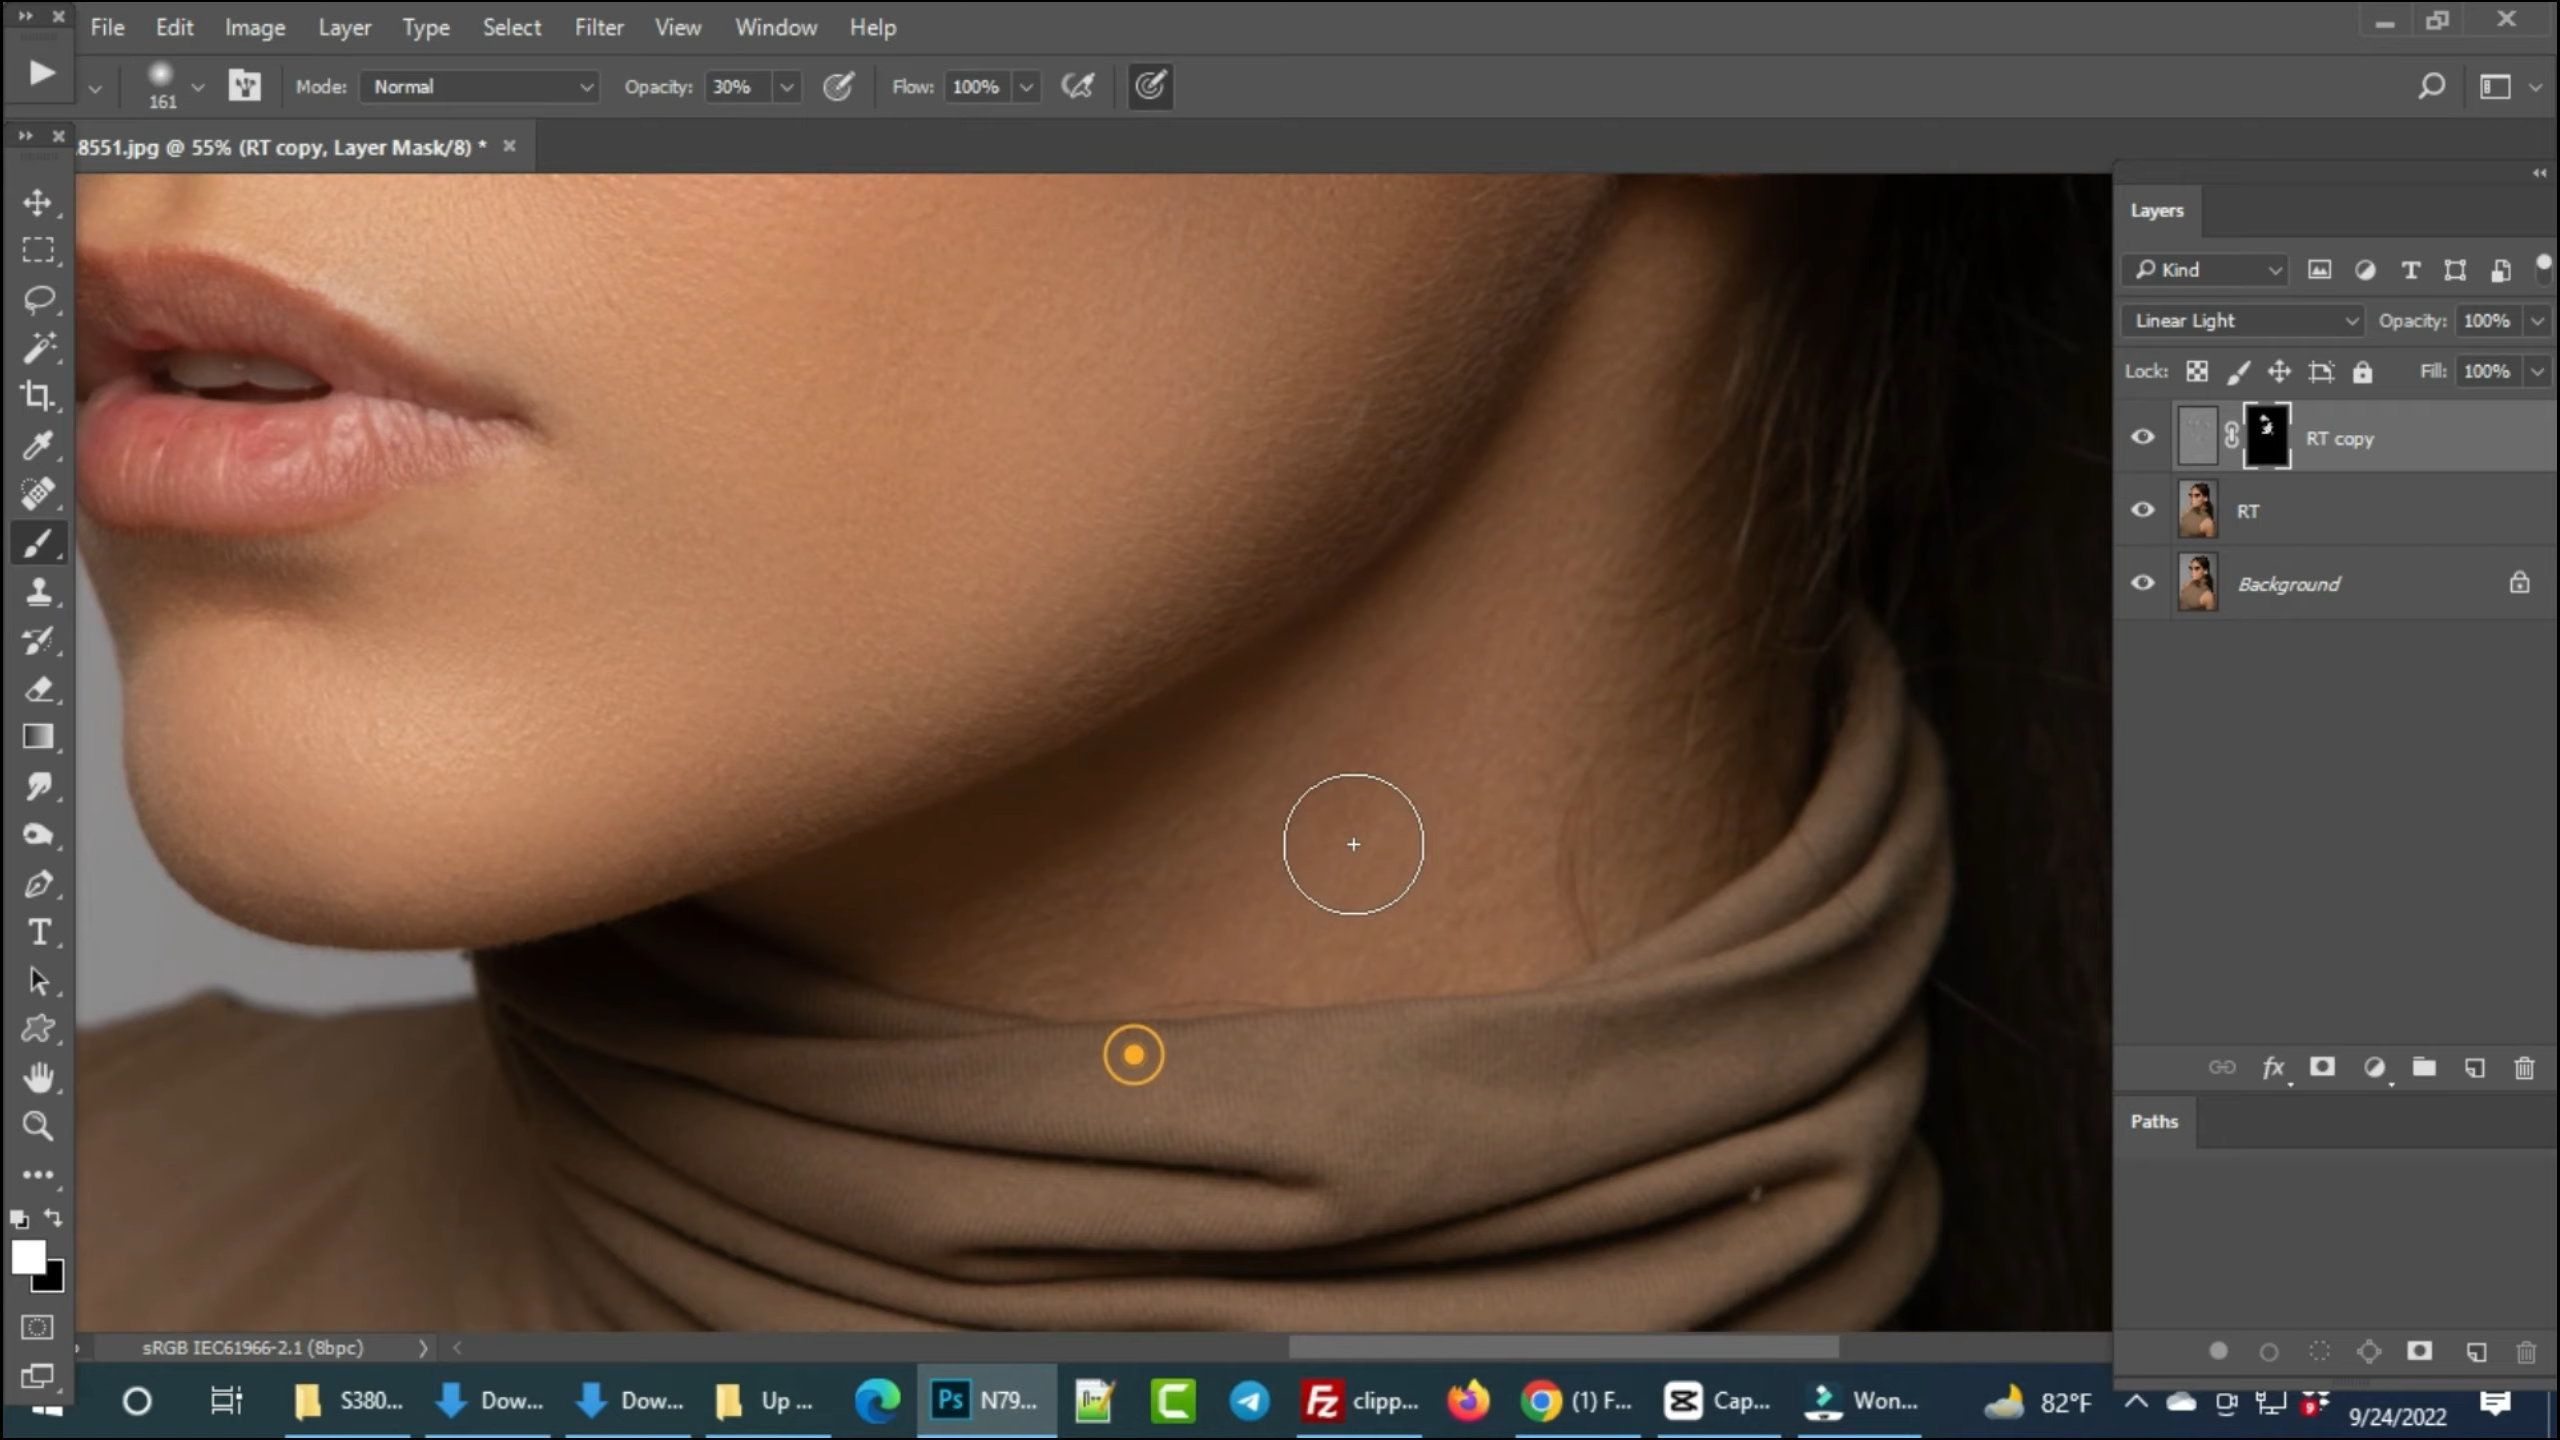 File Edit Image Layer Type Select Filter View Window Help
161 Mode: Normal Opacity: 30% Flow: 100%
.8551.jpg @ 55% (RT copy, Layer Mask/8) *
Layers
Kind
Linear Light Opacity: 100%
Lock: Fill: 100%
RT copy
RT
Background
Paths
sRGB IEC61966-2.1 (8bpc)
S380... Dow... Dow... Up ... Ps N79... Fz clipp... (1) F... Cap... Won... 82°F 9
9/24/2022